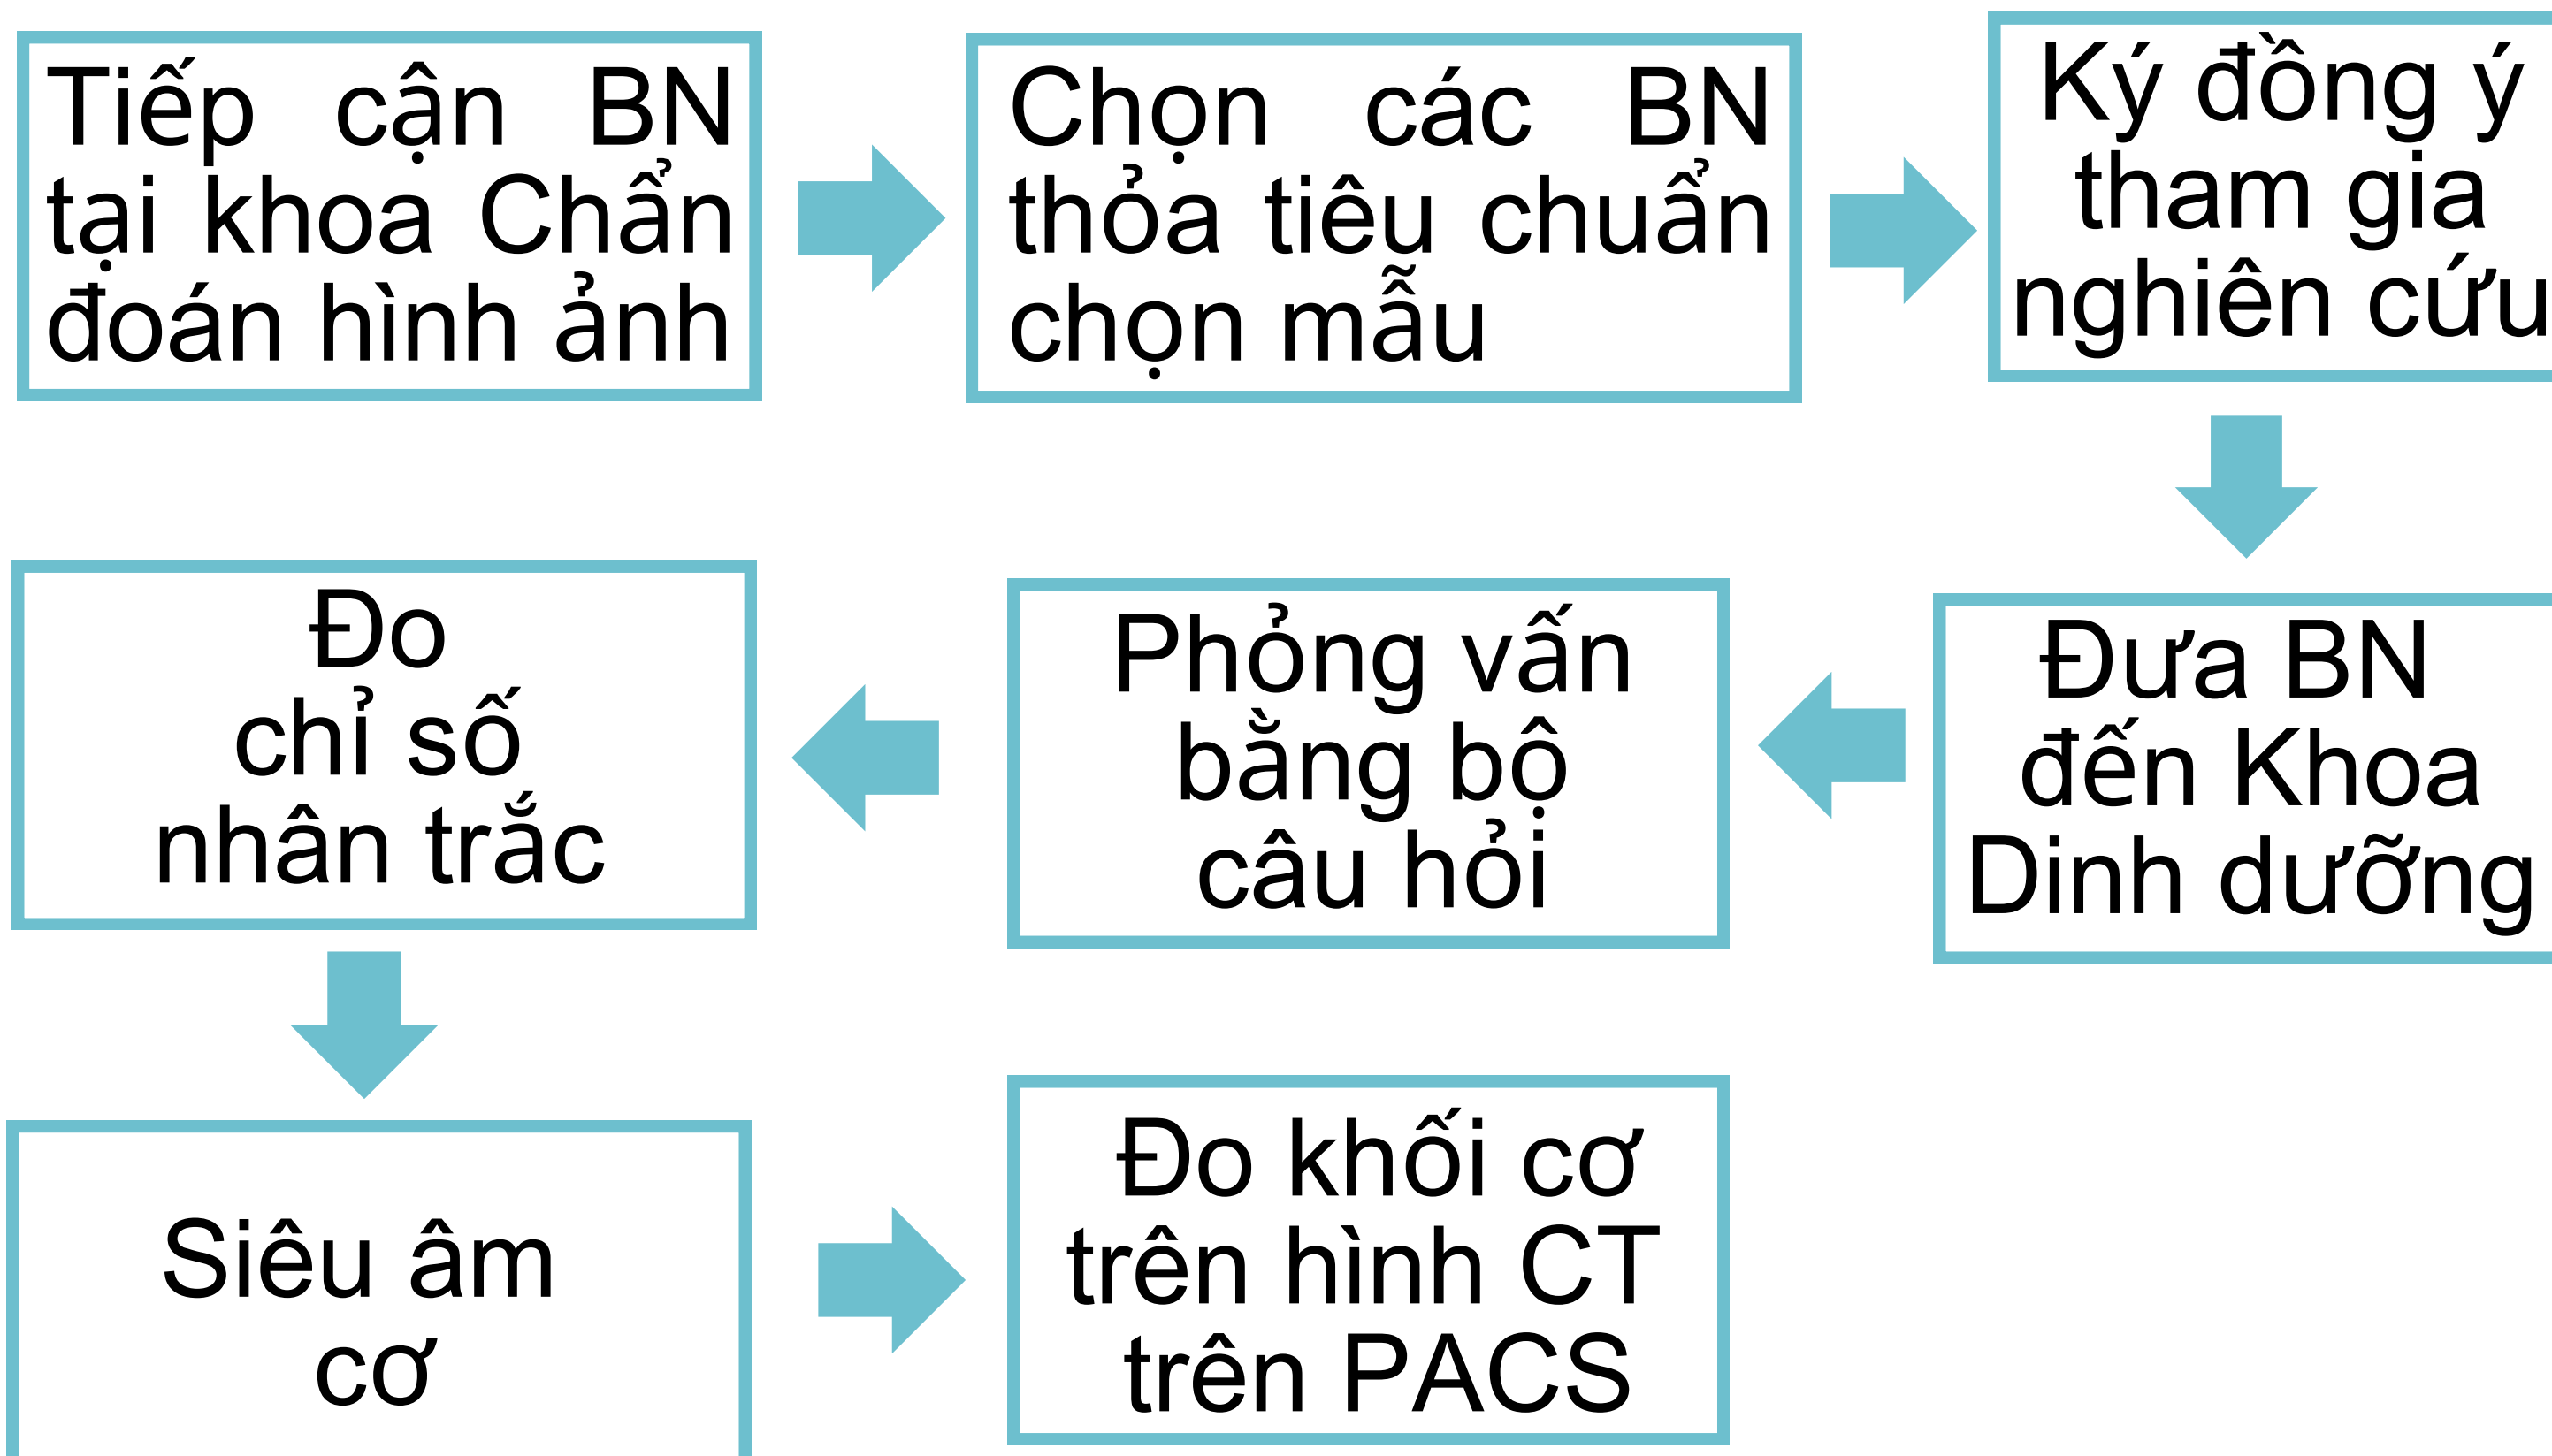 Tiếp cận BN
tại khoa Chẩn
đoán hình ảnh
Chọn các BN
thỏa tiêu chuẩn
chọn mẫu
Ký đồng ý
tham gia
nghiên cứu
Đưa BN
đến Khoa
Dinh dưỡng
Phỏng vấn
bằng bộ
câu hỏi
Đo
chỉ số
nhân trắc
Siêu âm
cơ
Đo khối cơ
trên hình CT
trên PACS